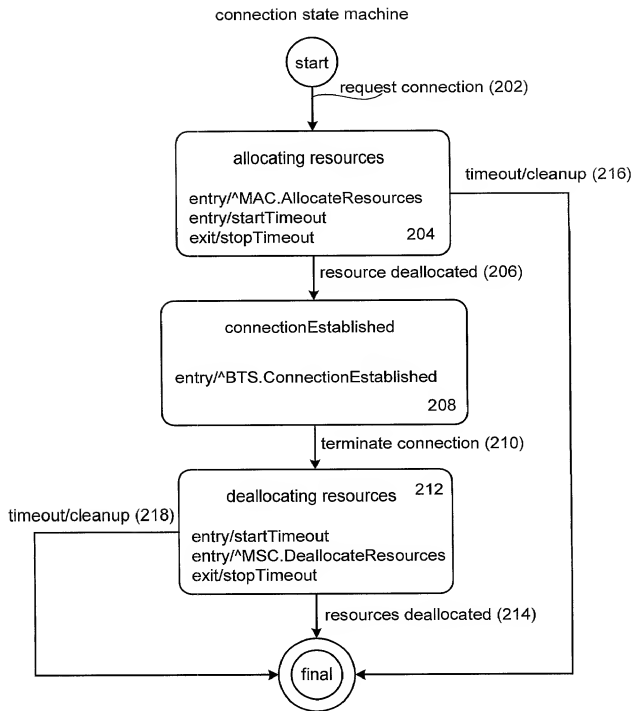 connection state machine
start
request connection (202)
allocating resources
timeout/cleanup (216)
entry/^MAC.AllocateResources
entry/startTimeout
exit/stopTimeout 204
resource deallocated (206)
connectionEstablished
entry/^BTS.ConnectionEstablished
208
terminate connection (210)
deallocating resources 212
timeout/cleanup (218)
entry/startTimeout
entry/^MSC.DeallocateResources
exit/stopTimeout
resources deallocated (214)
final